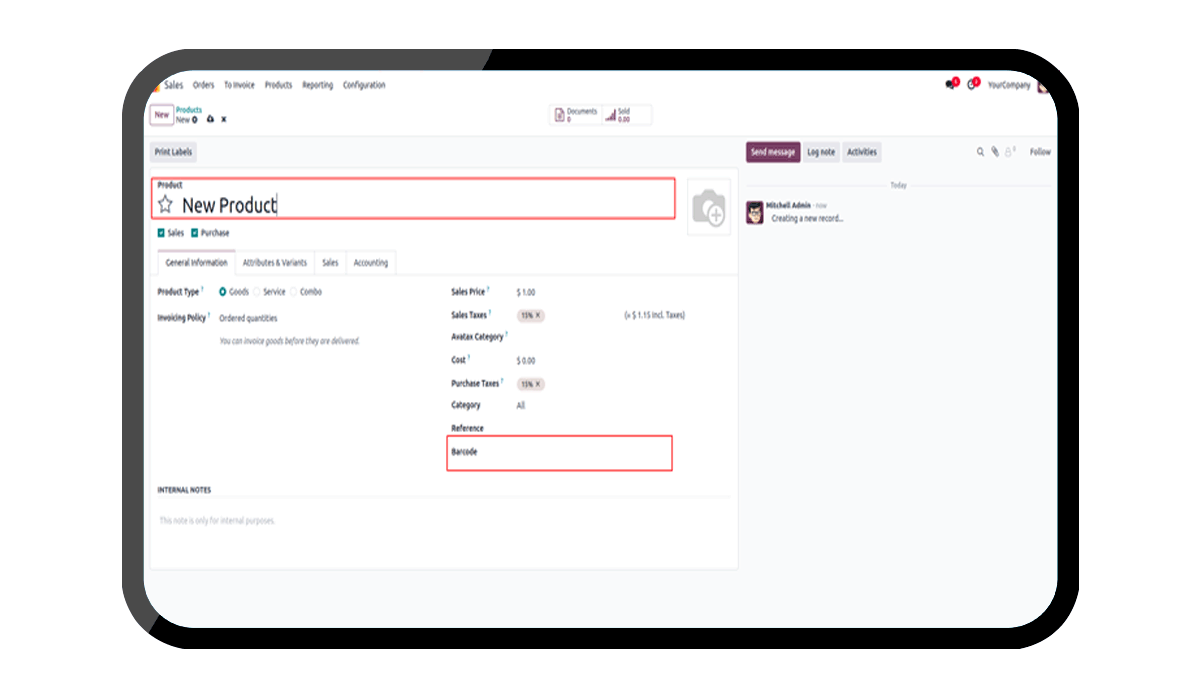 Sales Orders To Invoice Products Reporting Configuration YourCompany
New Products Documents Sold
New 0 0.00
Print Labels Send message Log note Activities Follow
Product Today
New Product Mitchell Admin - now
Creating a new record...
Sales Purchase
General Information Attributes & Variants Sales Accounting
Product Type ? Goods Service Combo Sales Price ? $ 1.00
Invoicing Policy ? Ordered quantities Sales Taxes ? 15% × (= $ 1.15 Incl. Taxes)
You can invoice goods before they are delivered. Avatax Category ?
Cost ? $ 0.00
Purchase Taxes ? 15% ×
Category All
Reference
Barcode
INTERNAL NOTES
This note is only for internal purposes.